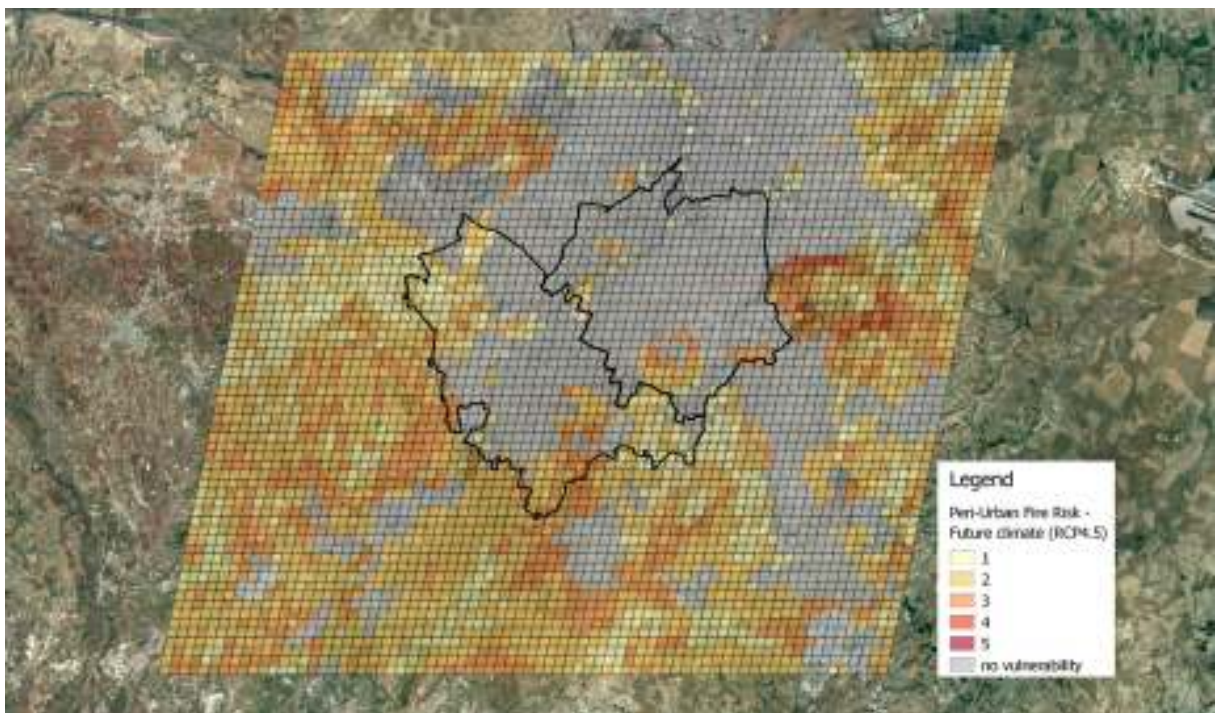 Legend
Peri-Urban Fire Risk -
Future climate (RCP4.5)
1
2
3
4
5
no vulnerability